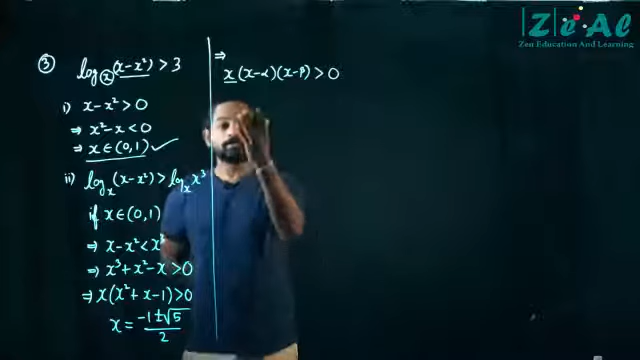 ③ log_x(x-x²) > 3
i) x-x² > 0
⇒ x²-x < 0
⇒ x ∈ (0,1) ✓
ii) log_x(x-x²) > log_x x³
if x ∈ (0,1)
⇒ x-x² < x³
⇒ x³+x²-x > 0
⇒ x(x²+x-1) > 0
x = (-1±√5)/2
⇒
x(x-α)(x-β) > 0
ZeAl
Zen Education And Learning